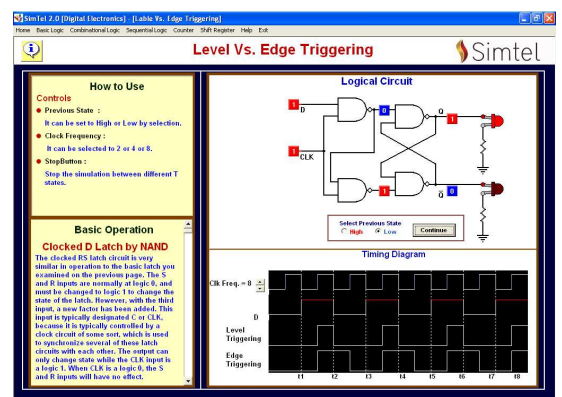 SimTel 2.0 [Digital Electronics] - [Lable Vs. Edge Triggering]
Home Basic Logic Combinational Logic Sequential Logic Counter Shift Register Help Exit
Level Vs. Edge Triggering
Simtel
How to Use
Controls
Previous State :
It can be set to High or Low by selection.
Clock Frequency :
It can be selected to 2 or 4 or 8.
StopButton :
Stop the simulation between different T
states.
Basic Operation
Clocked D Latch by NAND
The clocked RS latch circuit is very
similar in operation to the basic latch you
examined on the previous page. The S
and R inputs are normally at logic 0, and
must be changed to logic 1 to change the
state of the latch. However, with the third
input, a new factor has been added. This
input is typically designated C or CLK,
because it is typically controlled by a
clock circuit of some sort, which is used
to synchronize several of these latch
circuits with each other. The output can
only change state while the CLK input is
a logic 1. When CLK is a logic 0, the S
and R inputs will have no effect.
Logical Circuit
1
D
0
Q
1
1
CLK
1
Q̅
0
Select Previous State
High Low Continue
Timing Diagram
Clk Freq. = 8
D
Level
Triggering
Edge
Triggering
t1 t2 t3 t4 t5 t6 t7 t8